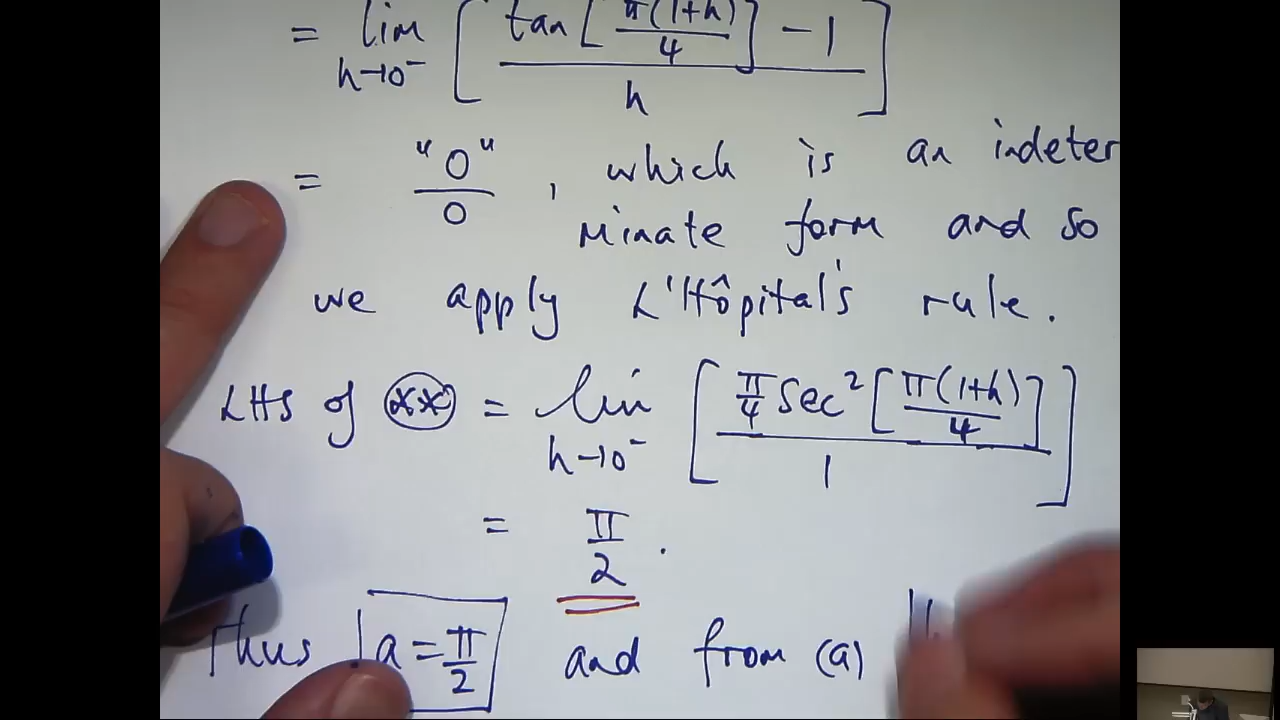 = lim h→0⁻ [ (tan[π(1+h)/4] − 1) / h ]
= "0"/0 , which is an indeter
minate form and so
we apply L'Hôpital's rule.
LHS of (**) = lim h→0⁻ [ (π/4 sec²[π(1+h)/4]) / 1 ]
= π/2 .
Thus a = π/2 and from (a)